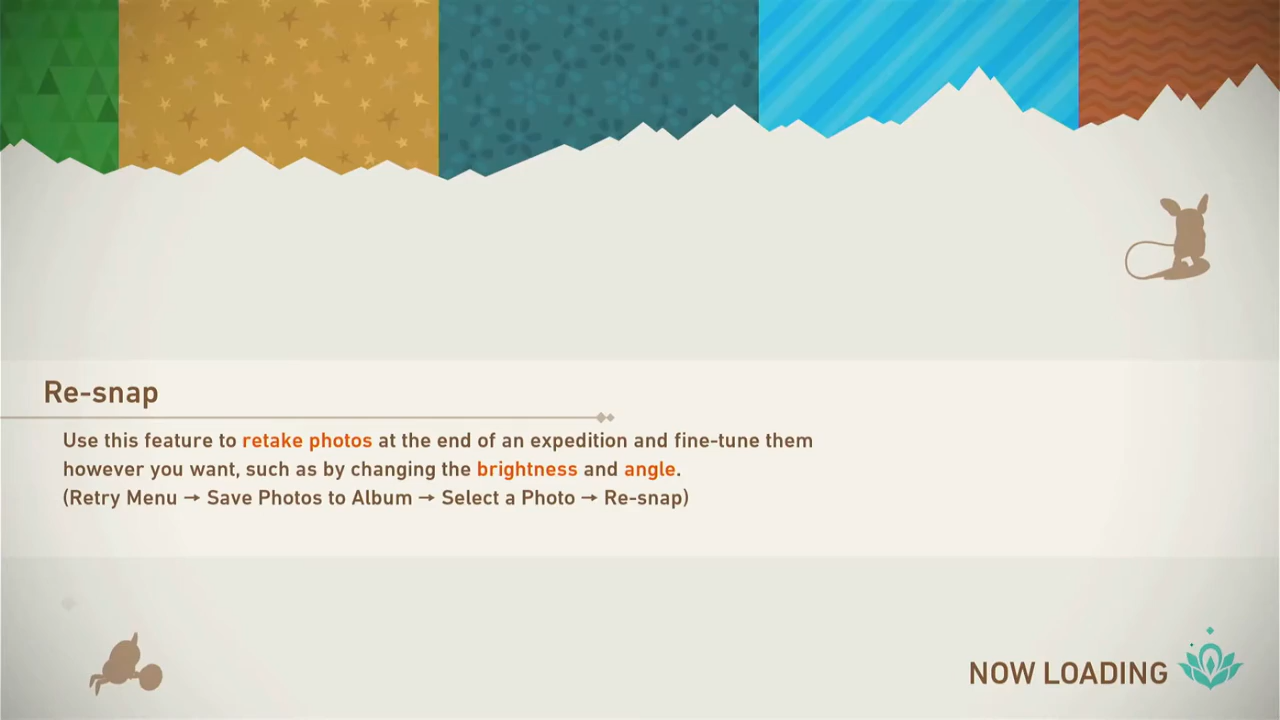 Re-snap
Use this feature to retake photos at the end of an expedition and fine-tune them
however you want, such as by changing the brightness and angle.
(Retry Menu → Save Photos to Album → Select a Photo → Re-snap)
NOW LOADING